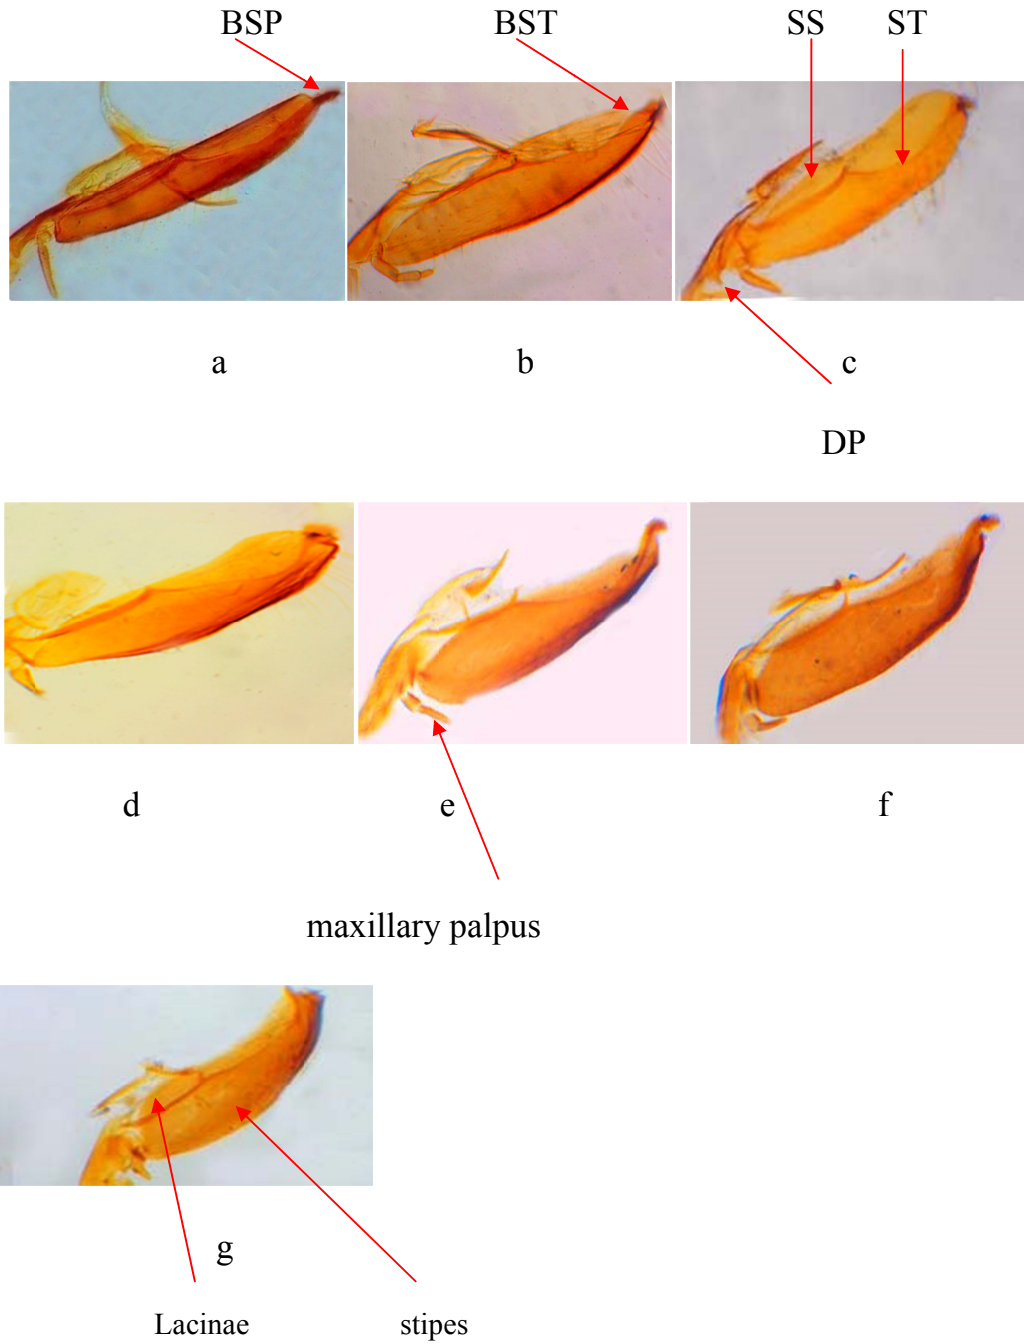 BSP BST SS ST
a b c
DP
d e f
maxillary palpus
g
Lacinae stipes